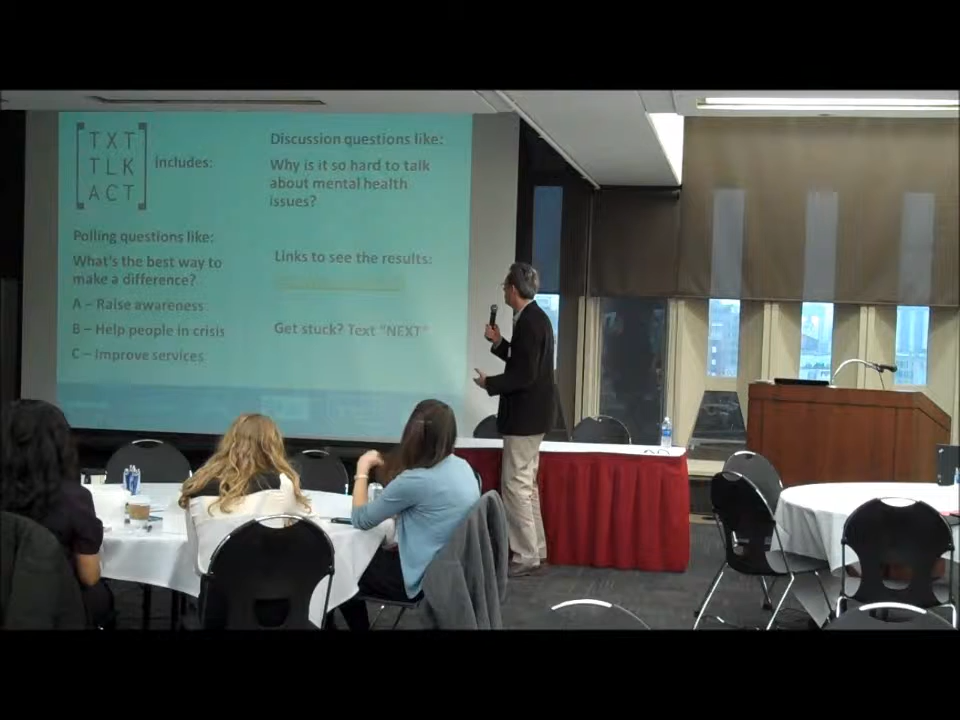 TXT
TLK
ACT
Includes:
Polling questions like:
What's the best way to
make a difference?
A – Raise awareness
B – Help people in crisis
C – Improve services
Discussion questions like:
Why is it so hard to talk
about mental health
issues?
Links to see the results:
Get stuck? Text "NEXT"